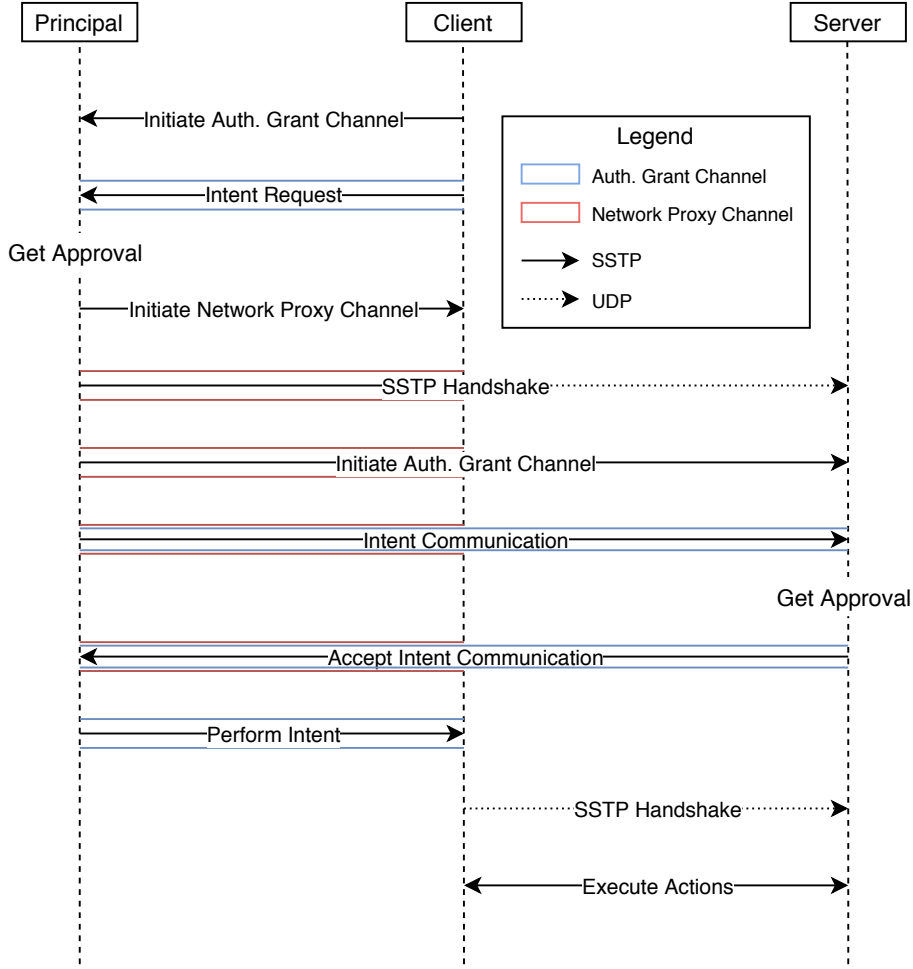 Principal
Client
Server
Initiate Auth. Grant Channel
Legend
Auth. Grant Channel
Intent Request
Network Proxy Channel
Get Approval
SSTP
UDP
Initiate Network Proxy Channel
SSTP Handshake
Initiate Auth. Grant Channel
Intent Communication
Get Approval
Accept Intent Communication
Perform Intent
SSTP Handshake
Execute Actions